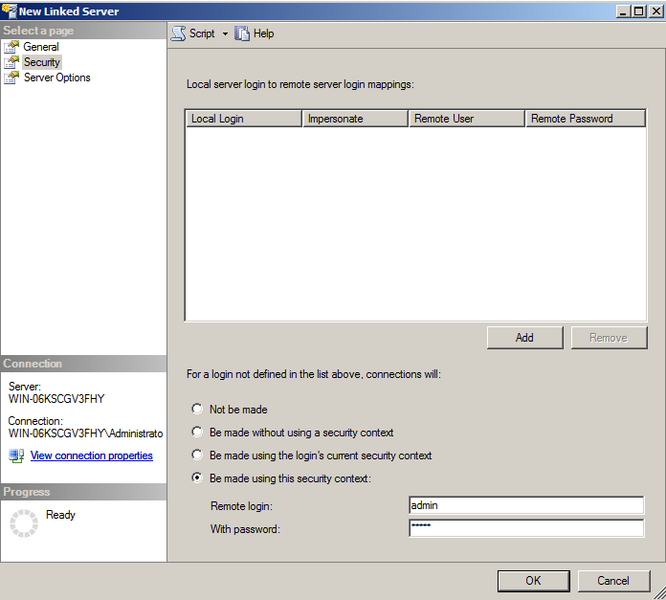 New Linked Server
Select a page
General
Security
Server Options
Script
Help
Local server login to remote server login mappings:
Local Login Impersonate Remote User Remote Password
Add Remove
For a login not defined in the list above, connections will:
Not be made
Be made without using a security context
Be made using the login's current security context
Be made using this security context:
Remote login: admin
With password: *****
Connection
Server:
WIN-06KSCGV3FHY
Connection:
WIN-06KSCGV3FHY\Administrato
View connection properties
Progress
Ready
OK Cancel